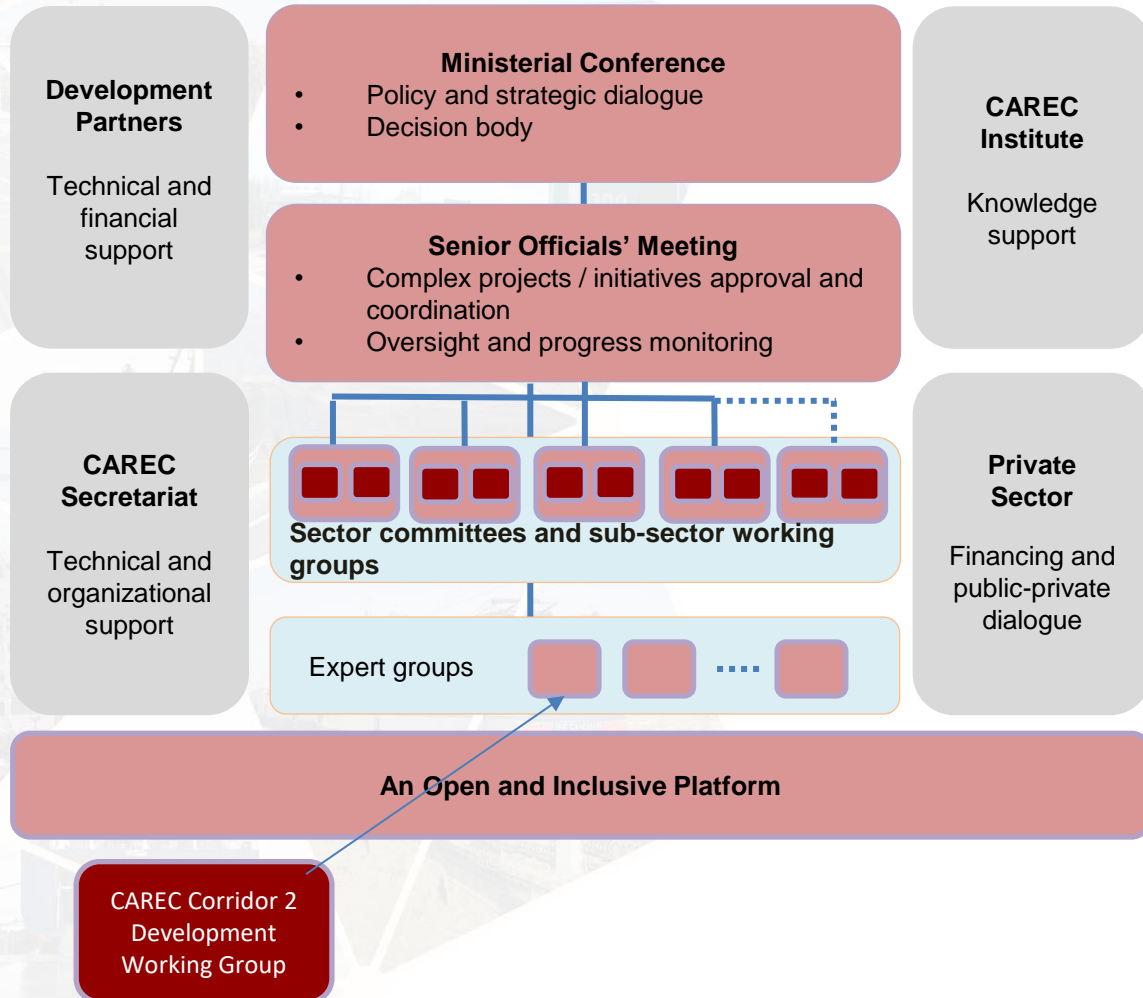 Development
Partners
Technical and
financial
support
Ministerial Conference
• Policy and strategic dialogue
• Decision body
CAREC
Institute
Knowledge
support
Senior Officials’ Meeting
• Complex projects / initiatives approval and
coordination
• Oversight and progress monitoring
CAREC
Secretariat
Technical and
organizational
support
Sector committees and sub-sector working
groups
Private
Sector
Financing and
public-private
dialogue
Expert groups
An Open and Inclusive Platform
CAREC Corridor 2
Development
Working Group